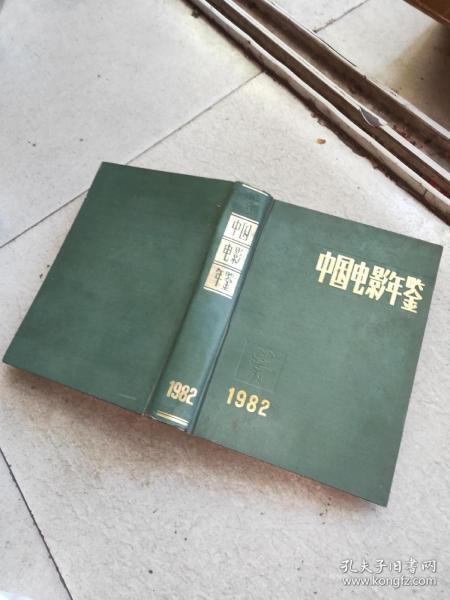 中国
电影
年鉴
1982
中国电影年鉴
1982
孔夫子旧书网
www.kongfz.com